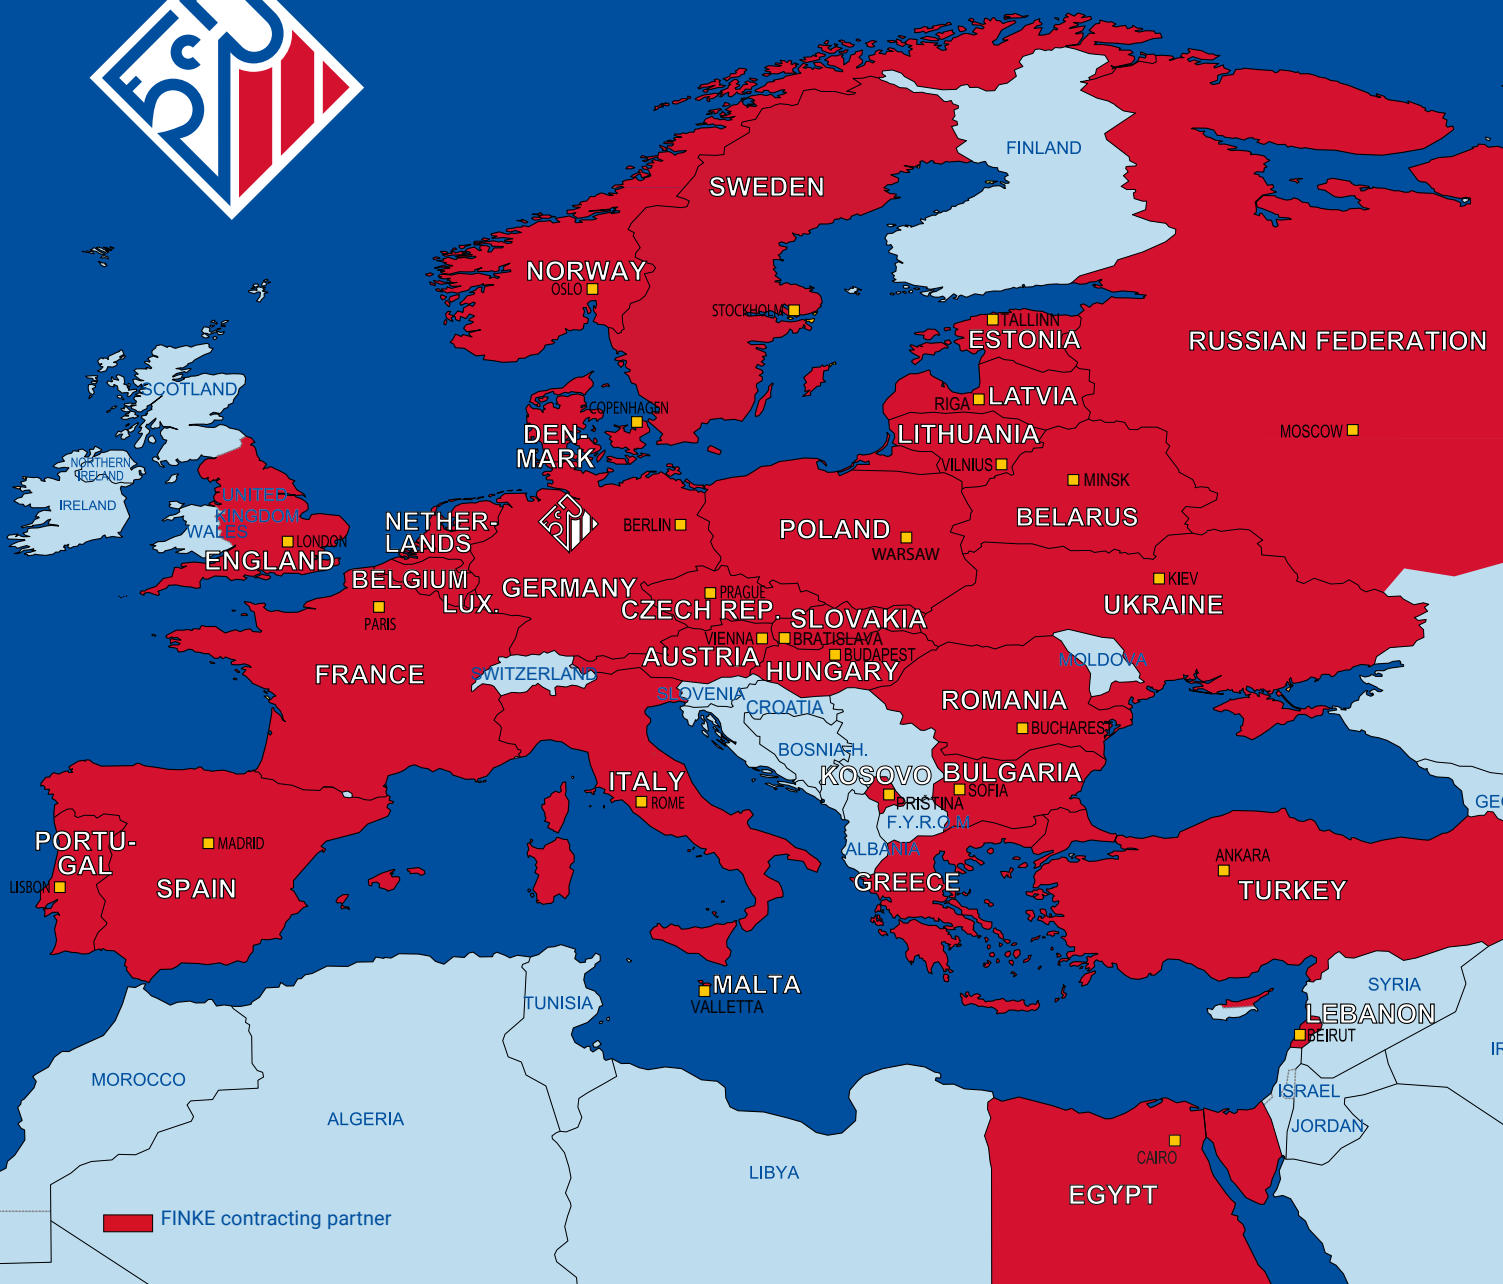 FINLAND
SWEDEN
NORWAY
OSLO
STOCKHOLM
TALLINN
ESTONIA
RUSSIAN FEDERATION
SCOTLAND
RIGA
LATVIA
COPENHAGEN
DEN-
MARK
LITHUANIA
MOSCOW
NORTHERN
IRELAND
VILNIUS
MINSK
IRELAND
UNITED
KINGDOM
WALES
LONDON
ENGLAND
NETHER-
LANDS
BERLIN
POLAND
WARSAW
BELARUS
BELGIUM
LUX.
GERMANY
PRAGUE
CZECH REP.
SLOVAKIA
KIEV
UKRAINE
PARIS
VIENNA
BRATISLAVA
AUSTRIA
BUDAPEST
HUNGARY
MOLDOVA
FRANCE
SWITZERLAND
SLOVENIA
CROATIA
ROMANIA
BUCHAREST
BOSNIA-H.
KOSOVO
BULGARIA
ITALY
ROME
PRIŠTINA
SOFIA
F.Y.R.O.M
GEO
PORTU-
GAL
MADRID
ALBANIA
ANKARA
LISBON
SPAIN
GREECE
TURKEY
MALTA
VALLETTA
TUNISIA
SYRIA
LEBANON
BEIRUT
IR
MOROCCO
ALGERIA
ISRAEL
JORDAN
CAIRO
LIBYA
EGYPT
FINKE contracting partner